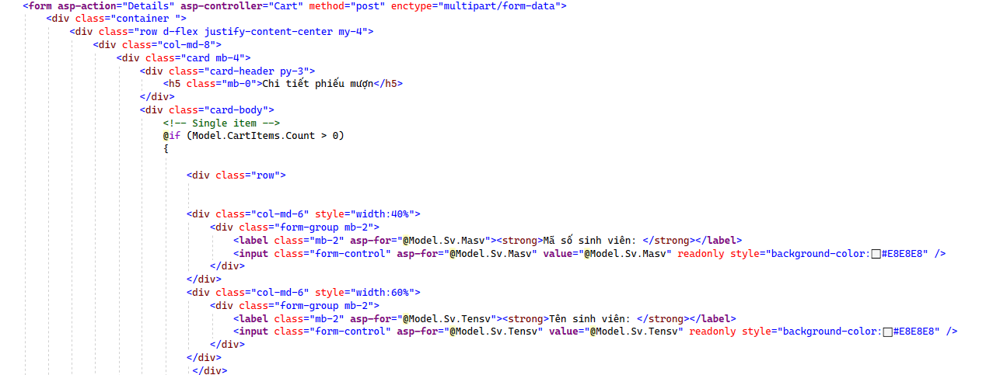 <form asp-action="Details" asp-controller="Cart" method="post" enctype="multipart/form-data">
<div class="container ">
<div class="row d-flex justify-content-center my-4">
<div class="col-md-8">
<div class="card mb-4">
<div class="card-header py-3">
<h5 class="mb-0">Chi tiết phiếu mượn</h5>
</div>
<div class="card-body">
<!-- Single item -->
@if (Model.CartItems.Count > 0)
{
<div class="row">
<div class="col-md-6" style="width:40%">
<div class="form-group mb-2">
<label class="mb-2" asp-for="@Model.Sv.Masv"><strong>Mã số sinh viên: </strong></label>
<input class="form-control" asp-for="@Model.Sv.Masv" value="@Model.Sv.Masv" readonly style="background-color:#E8E8E8" />
</div>
</div>
<div class="col-md-6" style="width:60%">
<div class="form-group mb-2">
<label class="mb-2" asp-for="@Model.Sv.Tensv"><strong>Tên sinh viên: </strong></label>
<input class="form-control" asp-for="@Model.Sv.Tensv" value="@Model.Sv.Tensv" readonly style="background-color:#E8E8E8" />
</div>
</div>
</div>